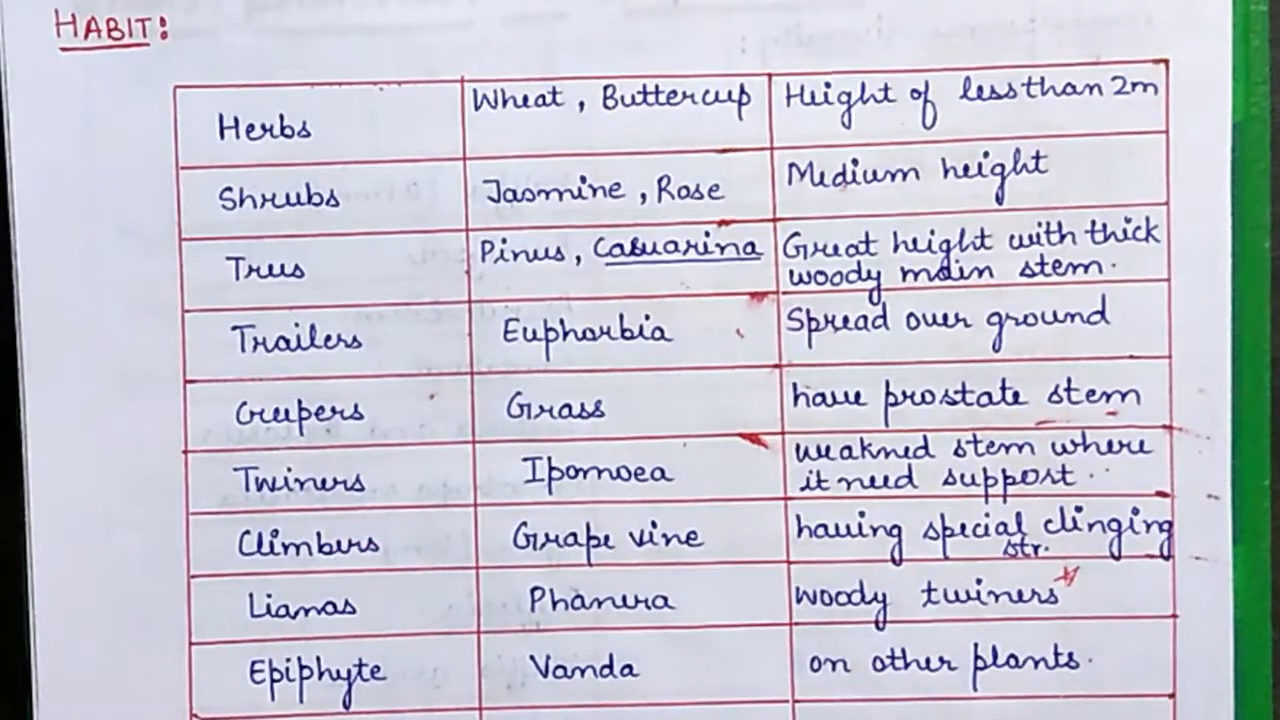 HABIT:
Herbs
Wheat, Buttercup
Height of less than 2m
Shrubs
Jasmine, Rose
Medium height
Trees
Pinus, Casuarina
Great height with thick
woody main stem.
Trailers
Euphorbia
Spread over ground
Creepers
Grass
have prostate stem
Twiners
Ipomoea
weakned stem where
it need support.
Climbers
Grape vine
having special clinging
str.
Lianas
Phanera
woody twiners
Epiphyte
Vanda
on other plants.